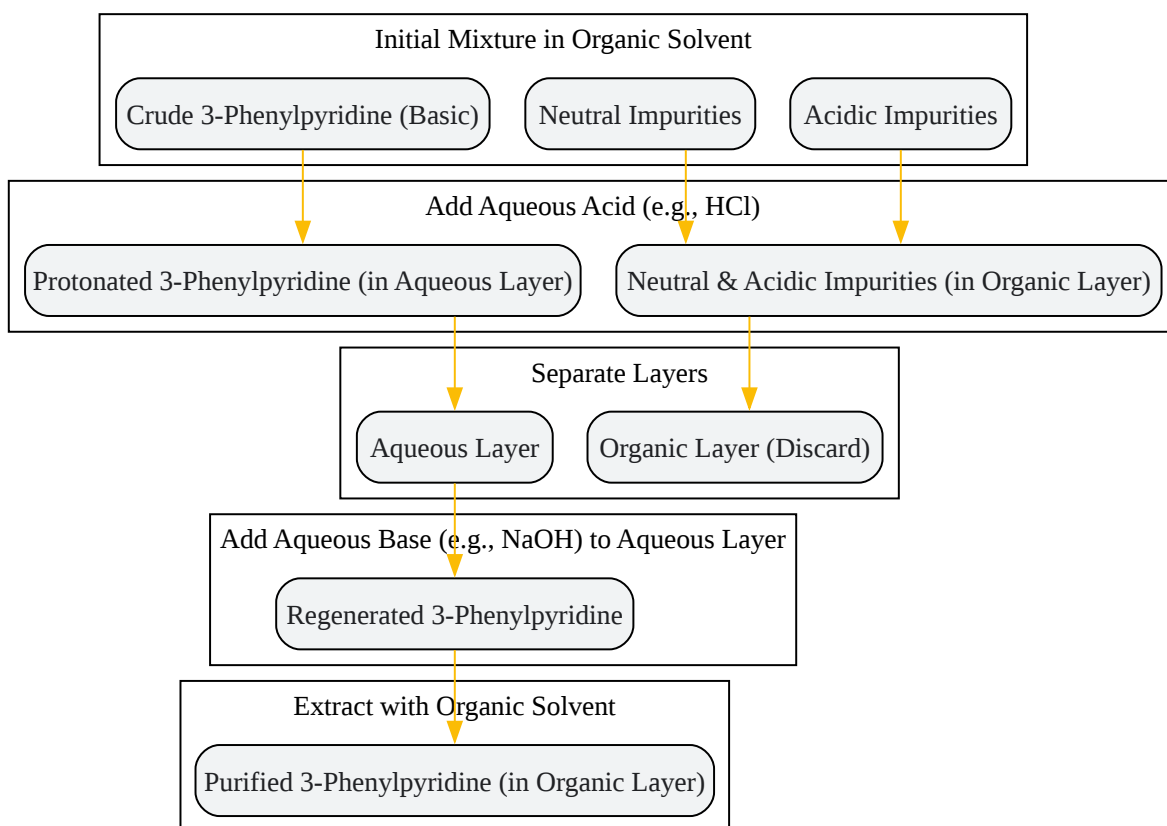 Initial Mixture in Organic Solvent
Crude 3-Phenylpyridine (Basic)
Neutral Impurities
Acidic Impurities
Add Aqueous Acid (e.g., HCl)
Protonated 3-Phenylpyridine (in Aqueous Layer)
Neutral & Acidic Impurities (in Organic Layer)
Separate Layers
Aqueous Layer
Organic Layer (Discard)
Add Aqueous Base (e.g., NaOH) to Aqueous Layer
Regenerated 3-Phenylpyridine
Extract with Organic Solvent
Purified 3-Phenylpyridine (in Organic Layer)